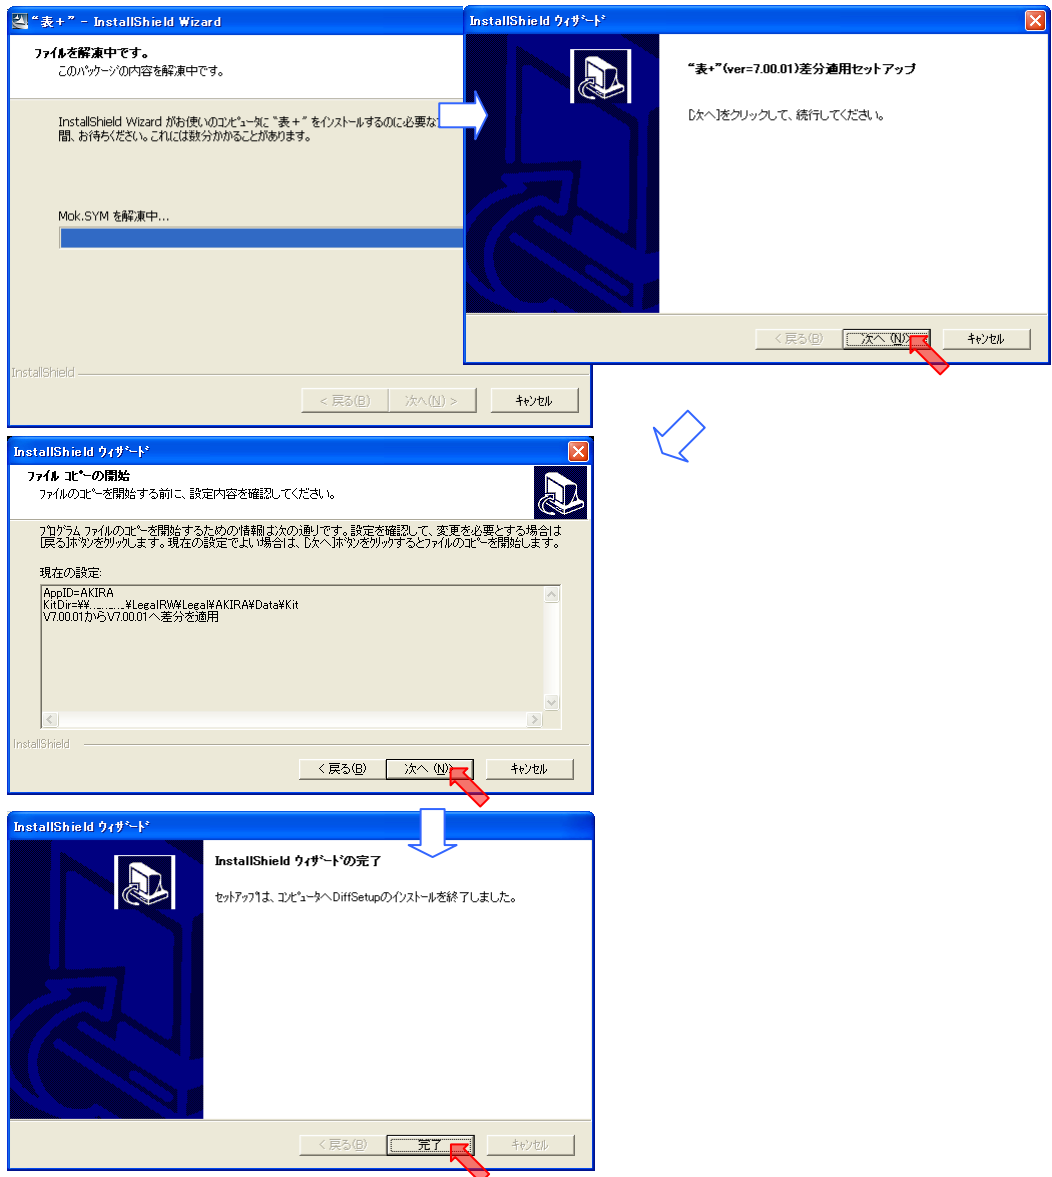 “表+” - InstallShield Wizard
ファイルを解凍中です。
このパッケージの内容を解凍中です。
InstallShield Wizard がお使いのコンピュータに “表+” をインストールするのに必要な
間、お待ちください。これには数分かかることがあります。
Mok.SYM を解凍中...
InstallShield
< 戻る(B)
次へ(N) >
キャンセル
InstallShield ウィザード
“表+”(ver=7.00.01)差分適用セットアップ
[次へ]をクリックして、続行してください。
< 戻る(B)
次へ (N)>
キャンセル
InstallShield ウィザード
ファイル コピーの開始
ファイルのコピーを開始する前に、設定内容を確認してください。
プログラム ファイルのコピーを開始するための情報は次の通りです。設定を確認して、変更を必要とする場合は
[戻る]ボタンをクリックします。現在の設定でよい場合は、[次へ]ボタンをクリックするとファイルのコピーを開始します。
現在の設定:
AppID=AKIRA
KitDir=¥¥ ¥LegalRW¥Legal¥AKIRA¥Data¥Kit
V7.00.01からV7.00.01へ差分を適用
InstallShield
< 戻る(B)
次へ (N)>
キャンセル
InstallShield ウィザード
InstallShield ウィザードの完了
セットアップは、コンピュータへDiffSetupのインストールを終了しました。
< 戻る(B)
完了
キャンセル